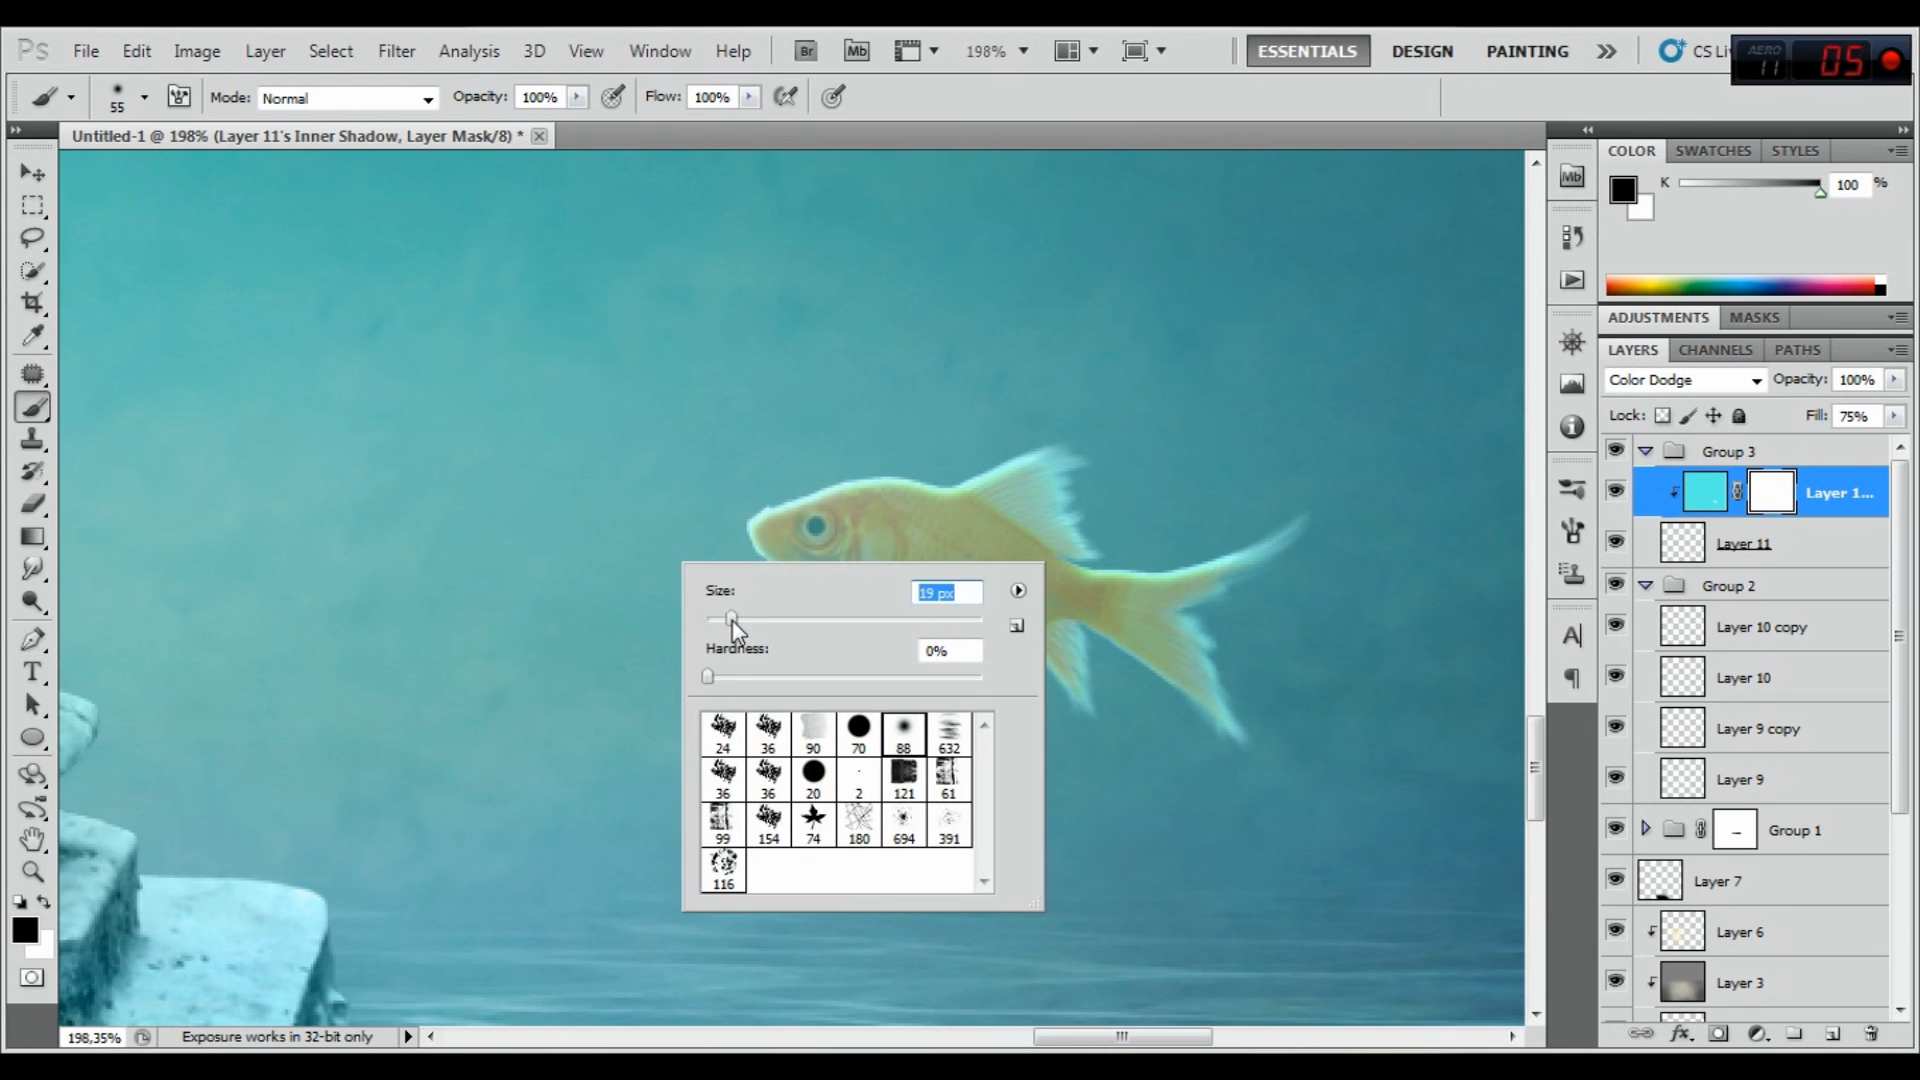 Ps File Edit Image Layer Select Filter Analysis 3D View Window Help Br Mb 198% ESSENTIALS DESIGN PAINTING CS Li
AERO 11 05
55 Mode: Normal Opacity: 100% Flow: 100%
Untitled-1 @ 198% (Layer 11's Inner Shadow, Layer Mask/8) *
COLOR SWATCHES STYLES
Mb
K 100 %
ADJUSTMENTS MASKS
LAYERS CHANNELS PATHS
Color Dodge Opacity: 100%
Lock: Fill: 75%
Group 3
Layer 1...
Layer 11
Group 2
Layer 10 copy
Layer 10
Layer 9 copy
Layer 9
Group 1
Layer 7
Layer 6
Layer 3
Size: 19 px
Hardness: 0%
24 36 90 70 88 632
36 36 20 2 121 61
99 154 74 180 694 391
116
198,35% Exposure works in 32-bit only